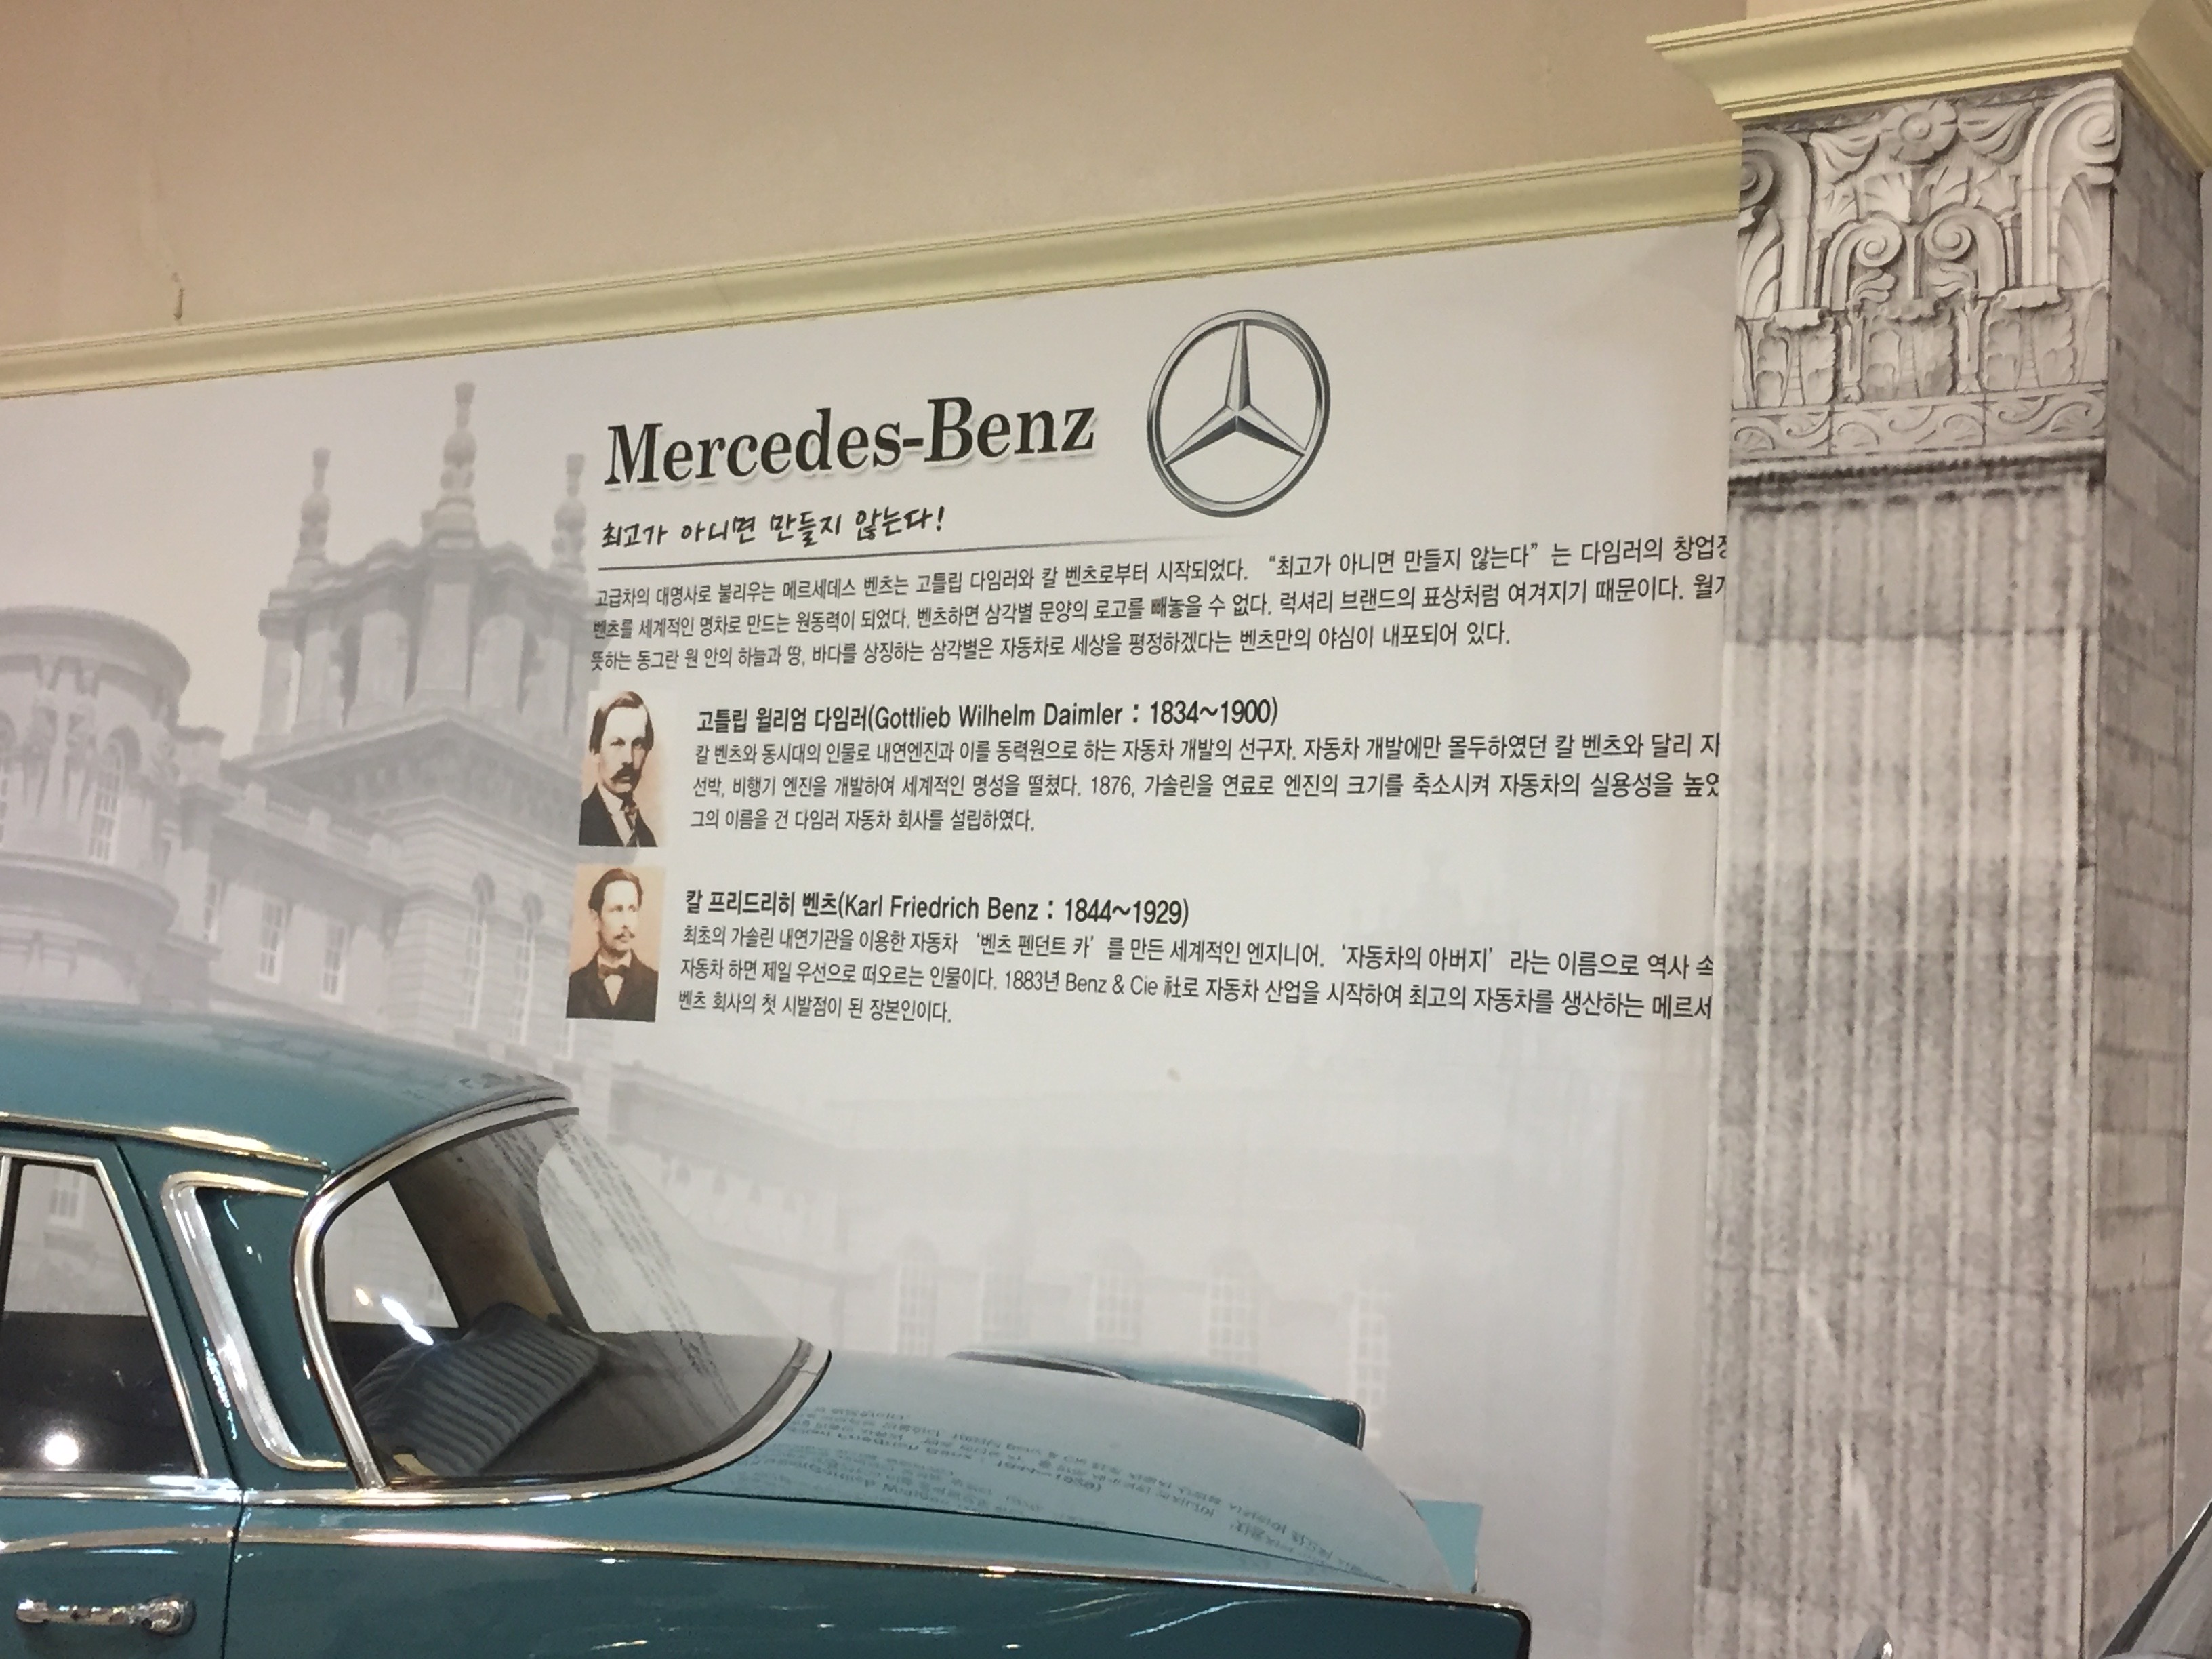 Mercedes-Benz
최고가 아니면 만들지 않는다!
고급차의 대명사로 불리우는 메르세데스 벤츠는 고틀립 다임러와 칼 벤츠로부터 시작되었다. “최고가 아니면 만들지 않는다” 는 다임러의
벤츠를 세계적인 명차로 만드는 원동력이 되었다. 벤츠하면 삼각별 문양의 로고를 빼놓을 수 없다. 럭셔리 브랜드의 표상처럼 여겨지기 때문이다.
뜻하는 동그란 원 안의 하늘과 땅, 바다를 상징하는 삼각별은 자동차로 세상을 평정하겠다는 벤츠만의 야심이 내포되어 있다.
고틀립 윌리엄 다임러(Gottlieb Wilhelm Daimler : 1834~1900)
칼 벤츠와 동시대의 인물로 내연엔진과 이를 동력원으로 하는 자동차 개발의 선구자. 자동차 개발에만 몰두하였던 칼 벤츠와 달리 자
선박, 비행기 엔진을 개발하여 세계적인 명성을 떨쳤다. 1876, 가솔린을 연료로 엔진의 크기를 축소시켜 자동차의 실용성을
그의 이름을 건 다임러 자동차 회사를 설립하였다.
칼 프리드리히 벤츠(Karl Friedrich Benz : 1844~1929)
최초의 가솔린 내연기관을 이용한 자동차 ‘벤츠 펜던트 카’ 를 만든 세계적인 엔지니어. ‘자동차의 아버지’ 라는 이름으로 역사 속
자동차 하면 제일 우선으로 떠오르는 인물이다. 1883년 Benz & Cie 社로 자동차 산업을 시작하여 최고의 자동차를 생산하는 메르세
벤츠 회사의 첫 시발점이 된 장본인이다.